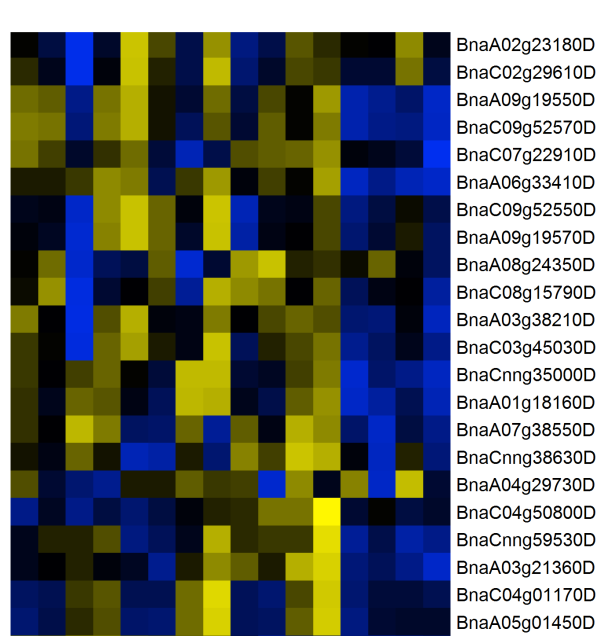 BnaA02g23180D
BnaC02g29610D
BnaA09g19550D
BnaC09g52570D
BnaC07g22910D
BnaA06g33410D
BnaC09g52550D
BnaA09g19570D
BnaA08g24350D
BnaC08g15790D
BnaA03g38210D
BnaC03g45030D
BnaCnng35000D
BnaA01g18160D
BnaA07g38550D
BnaCnng38630D
BnaA04g29730D
BnaC04g50800D
BnaCnng59530D
BnaA03g21360D
BnaC04g01170D
BnaA05g01450D